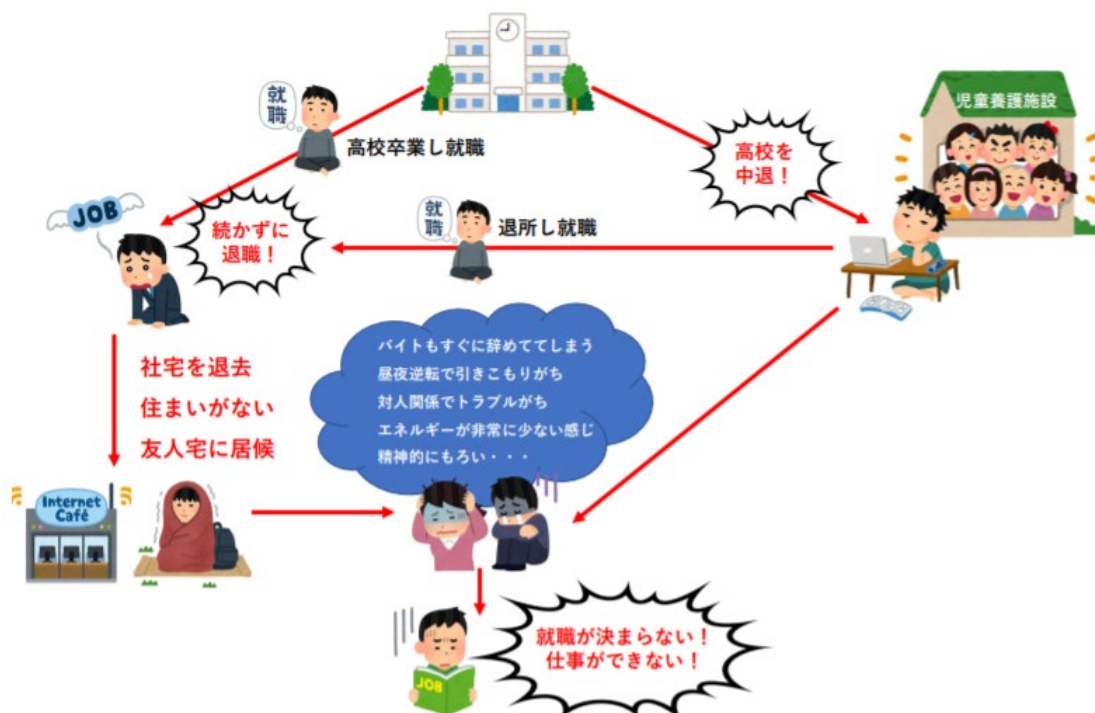 就
職
高校卒業し就職
高校を
中退！
児童養護施設
JOB
続かずに
退職！
就
職
退所し就職
社宅を退去
住まいがない
友人宅に居候
バイトもすぐに辞めててしまう
昼夜逆転で引きこもりがち
対人関係でトラブルがち
エネルギーが非常に少ない感じ
精神的にもろい・・・
Internet
Café
就職が決まらない！
仕事ができない！
JOB